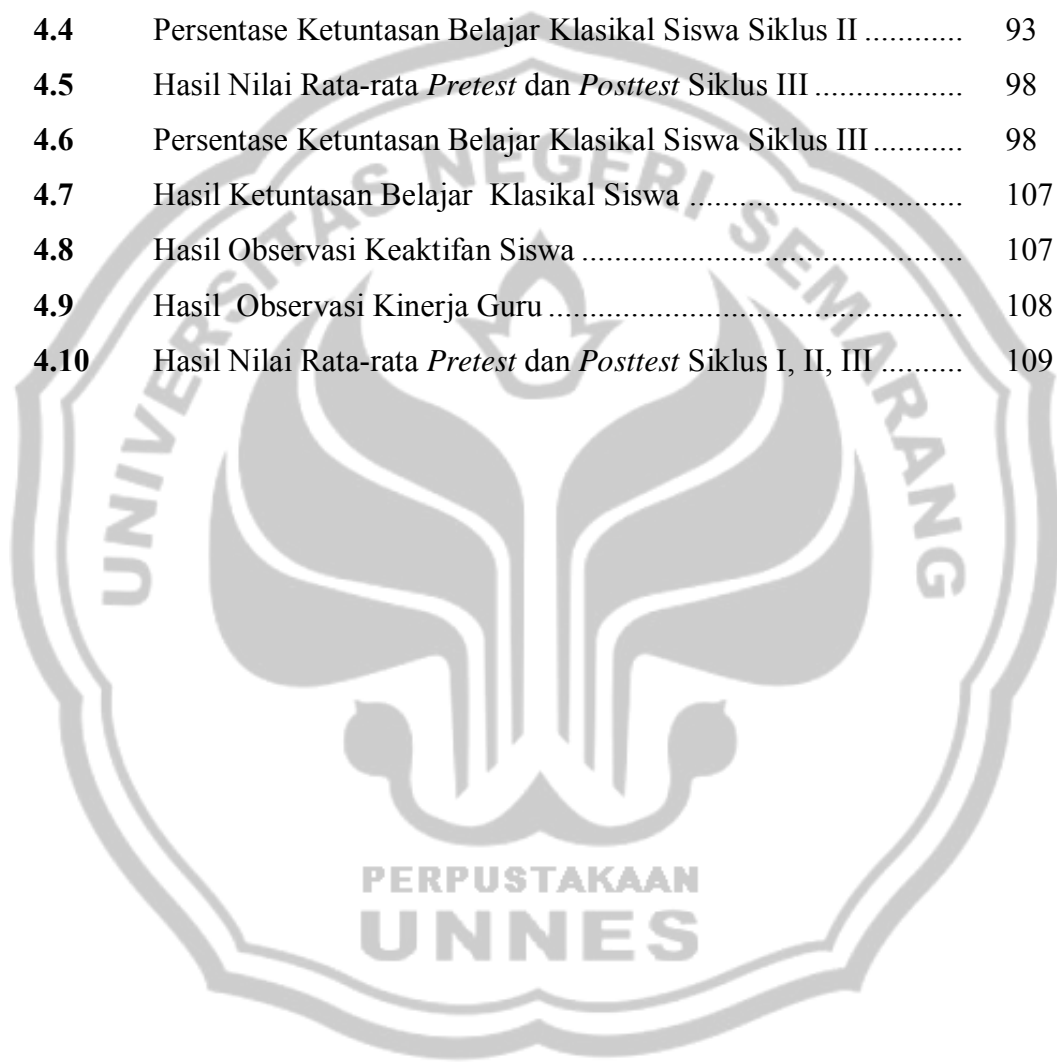 4.4 Persentase Ketuntasan Belajar Klasikal Siswa Siklus II ............ 93
4.5 Hasil Nilai Rata-rata Pretest dan Posttest Siklus III ................. 98
4.6 Persentase Ketuntasan Belajar Klasikal Siswa Siklus III ........... 98
4.7 Hasil Ketuntasan Belajar Klasikal Siswa .............................. 107
4.8 Hasil Observasi Keaktifan Siswa .......................................... 107
4.9 Hasil Observasi Kinerja Guru .............................................. 108
4.10 Hasil Nilai Rata-rata Pretest dan Posttest Siklus I, II, III .......... 109
UNIVERSITAS NEGERI SEMARANG
PERPUSTAKAAN
UNNES